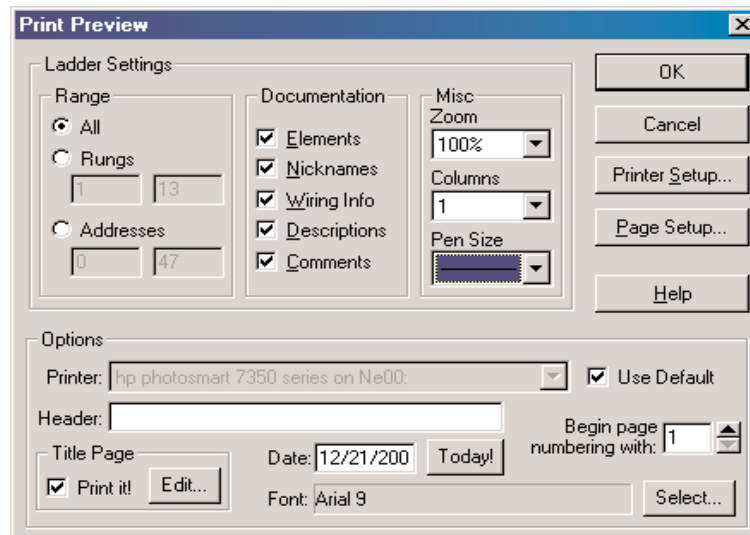 Print Preview
Ladder Settings
Range
All
Rungs
1 13
Addresses
0 47
Documentation
Elements
Nicknames
Wiring Info
Descriptions
Comments
Misc
Zoom
100%
Columns
1
Pen Size
OK
Cancel
Printer Setup...
Page Setup...
Help
Options
Printer: hp photosmart 7350 series on Ne00:
Use Default
Header:
Begin page
numbering with: 1
Title Page
Print it! Edit...
Date: 12/21/200 Today!
Font: Arial 9 Select...